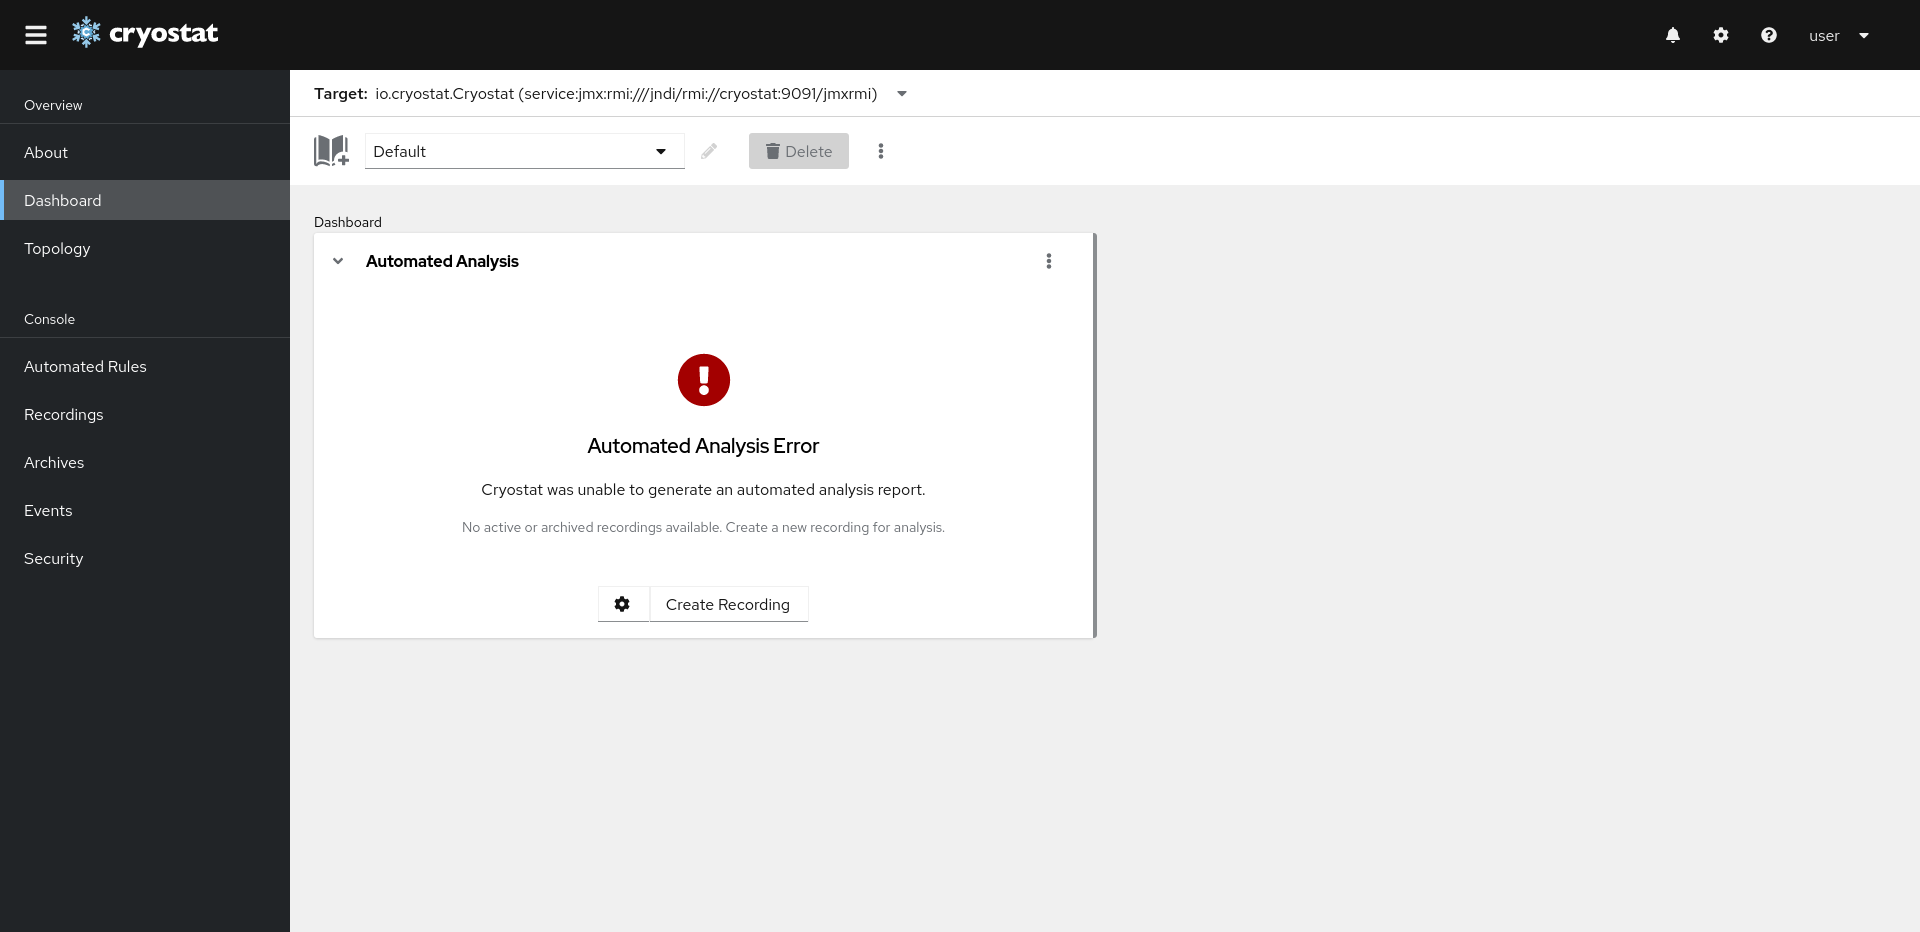 cryostat
user
Overview
About
Dashboard
Topology
Console
Automated Rules
Recordings
Archives
Events
Security
Target: io.cryostat.Cryostat (service:jmx:rmi:///jndi/rmi://cryostat:9091/jmxrmi)
Default
Delete
Dashboard
Automated Analysis
Automated Analysis Error
Cryostat was unable to generate an automated analysis report.
No active or archived recordings available. Create a new recording for analysis.
Create Recording